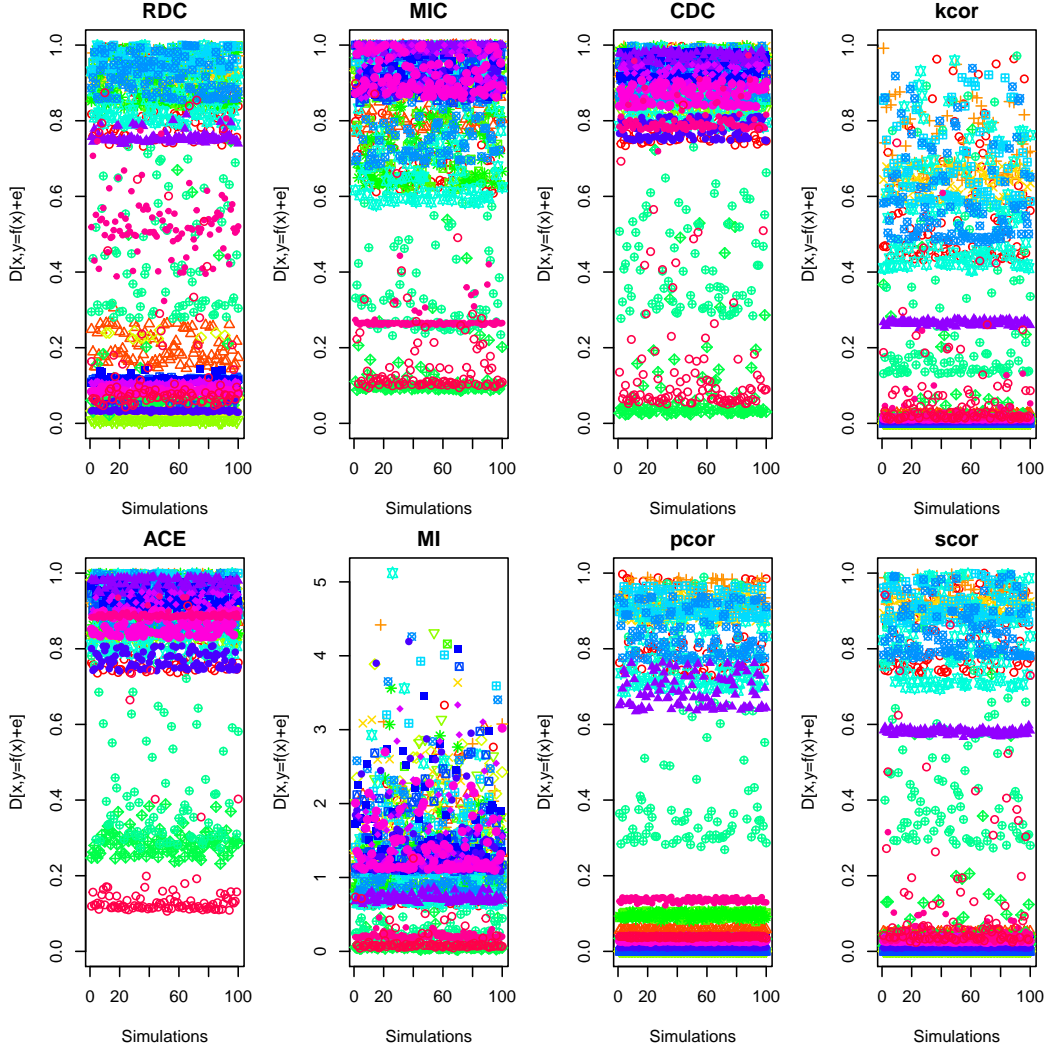 RDC MIC CDC kcor
D[x,y=f(x)+e] D[x,y=f(x)+e] D[x,y=f(x)+e] D[x,y=f(x)+e]
1.0 1.0 1.0 1.0
0.8 0.8 0.8 0.8
0.6 0.6 0.6 0.6
0.4 0.4 0.4 0.4
0.2 0.2 0.2 0.2
0.0 0.0 0.0 0.0
0 20 60 100 0 20 60 100 0 20 60 100 0 20 60 100
Simulations Simulations Simulations Simulations
ACE MI pcor scor
D[x,y=f(x)+e] D[x,y=f(x)+e] D[x,y=f(x)+e] D[x,y=f(x)+e]
1.0 5 1.0 1.0
0.8 4 0.8 0.8
0.6 3 0.6 0.6
0.4 2 0.4 0.4
0.2 1 0.2 0.2
0.0 0 0.0 0.0
0 20 60 100 0 20 60 100 0 20 60 100 0 20 60 100
Simulations Simulations Simulations Simulations